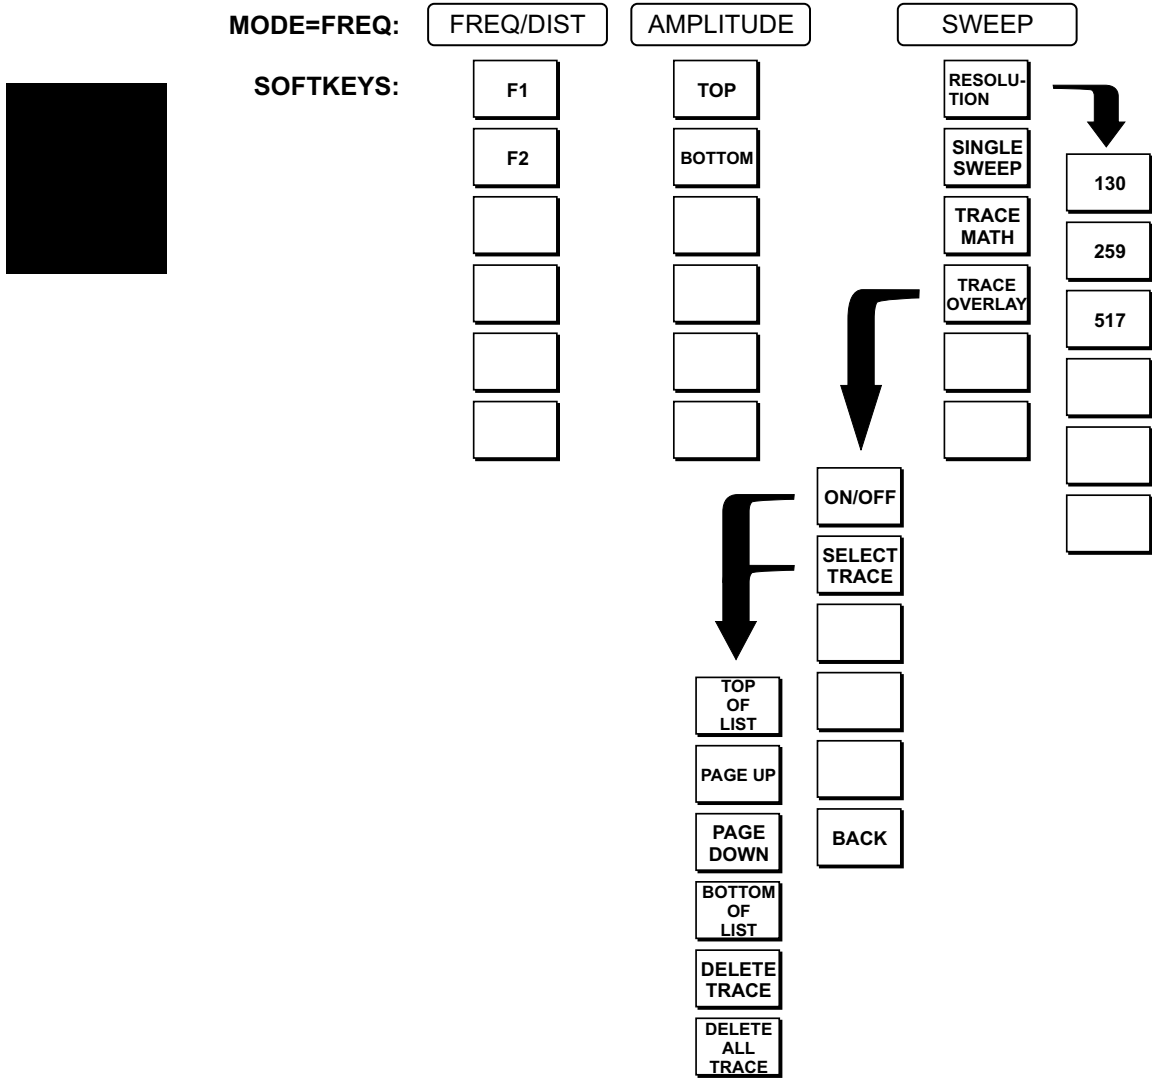 MODE=FREQ: FREQ/DIST AMPLITUDE SWEEP
SOFTKEYS:
F1
F2
TOP
BOTTOM
RESOLU-
TION
SINGLE
SWEEP
TRACE
MATH
TRACE
OVERLAY
130
259
517
ON/OFF
SELECT
TRACE
BACK
TOP
OF
LIST
PAGE UP
PAGE
DOWN
BOTTOM
OF
LIST
DELETE
TRACE
DELETE
ALL
TRACE